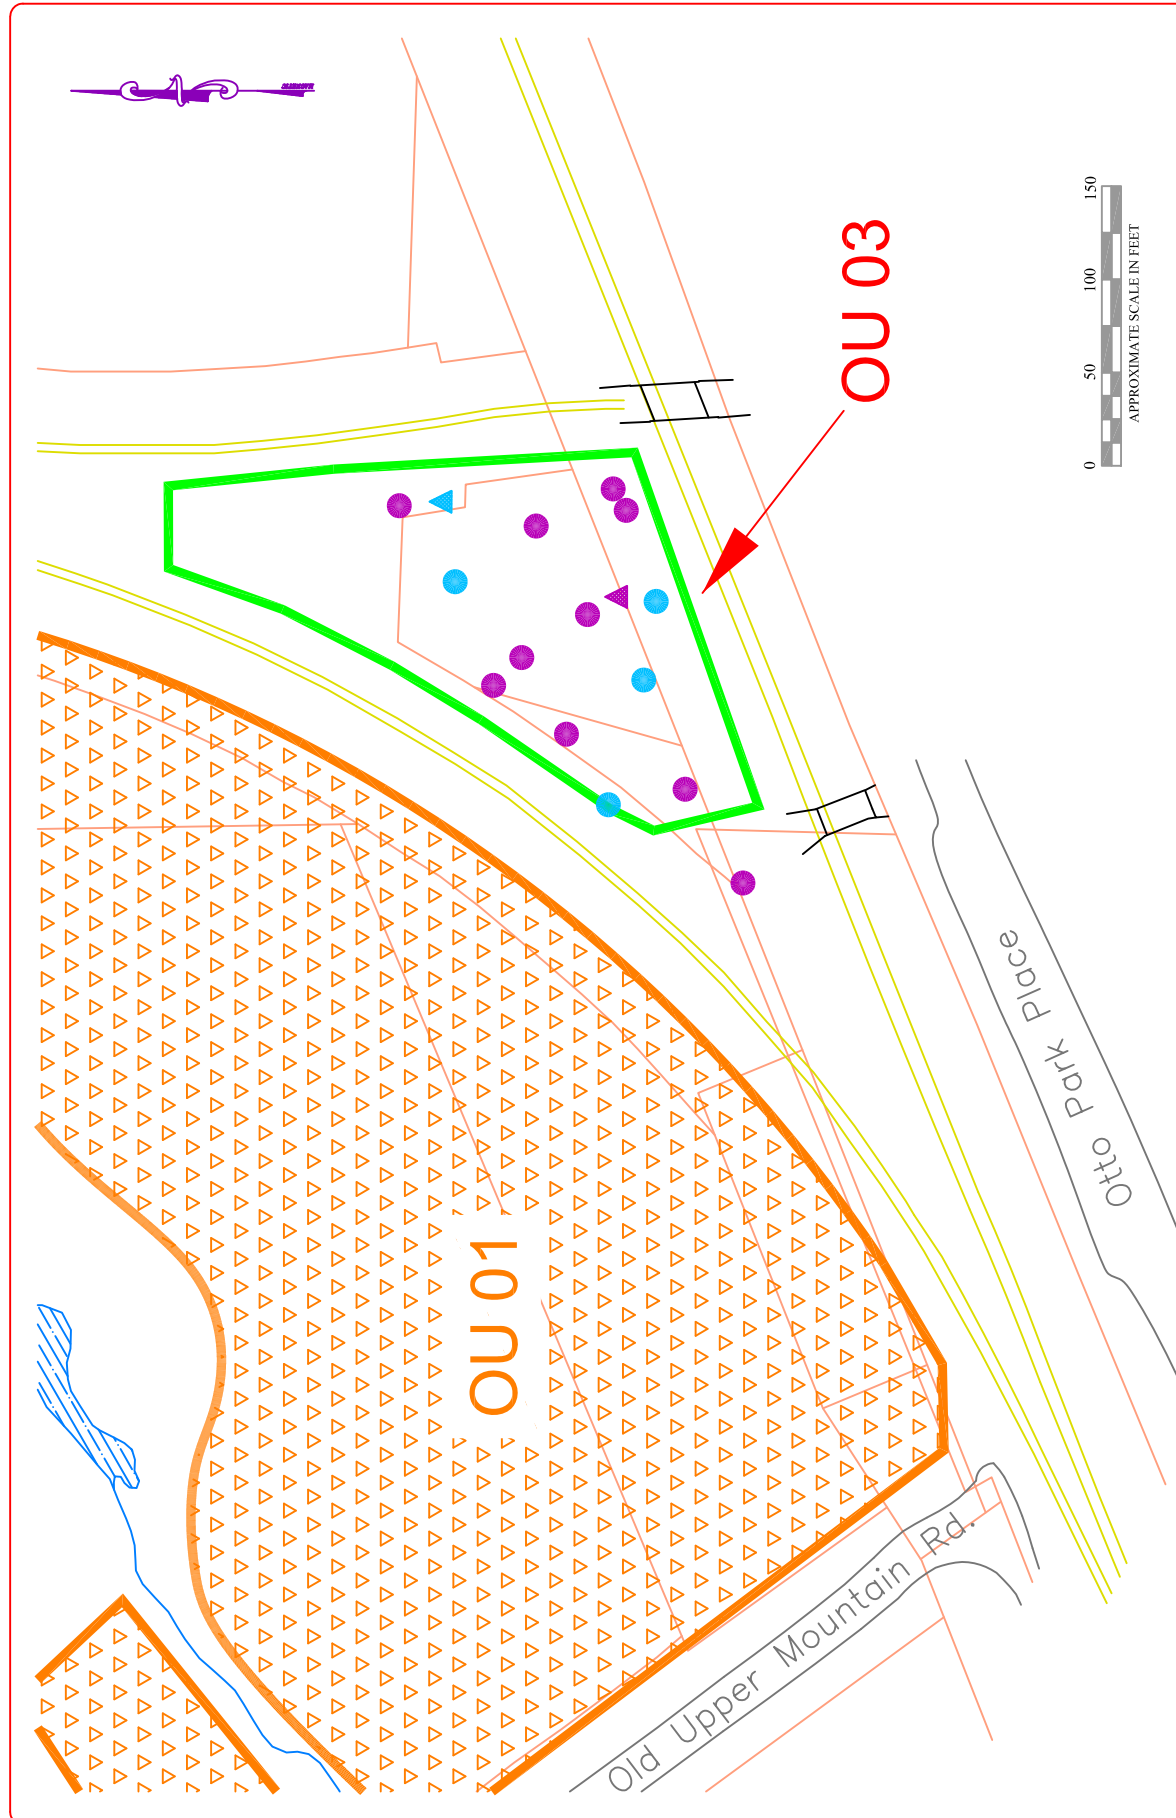 OU 03
0 50 100 150
APPROXIMATE SCALE IN FEET
OU 01
Otto Park Place
Old Upper Mountain Rd.